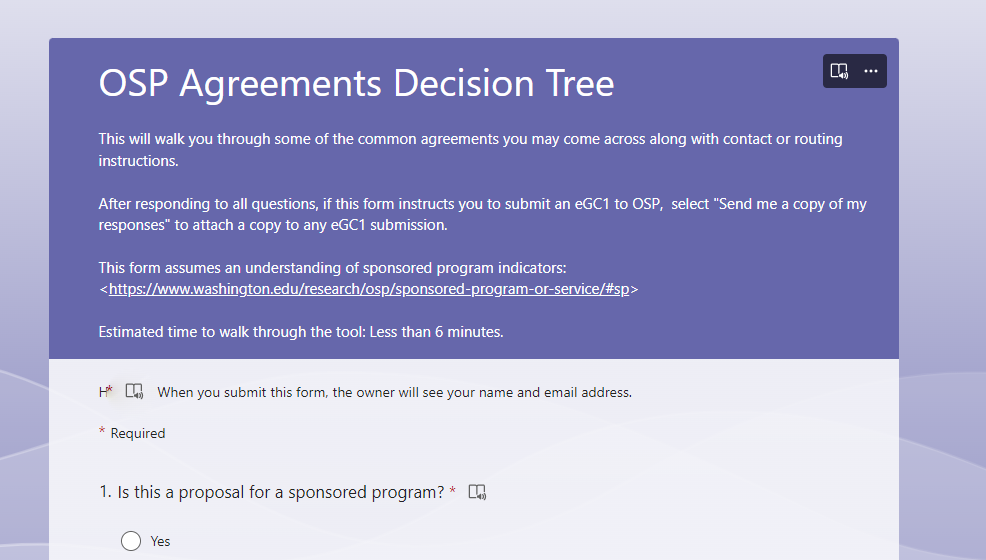 OSP Agreements Decision Tree
This will walk you through some of the common agreements you may come across along with contact or routing
instructions.
After responding to all questions, if this form instructs you to submit an eGC1 to OSP,  select "Send me a copy of my
responses" to attach a copy to any eGC1 submission.
This form assumes an understanding of sponsored program indicators:
<https://www.washington.edu/research/osp/sponsored-program-or-service/#sp>
Estimated time to walk through the tool: Less than 6 minutes.
When you submit this form, the owner will see your name and email address.
* Required
1. Is this a proposal for a sponsored program? *
Yes